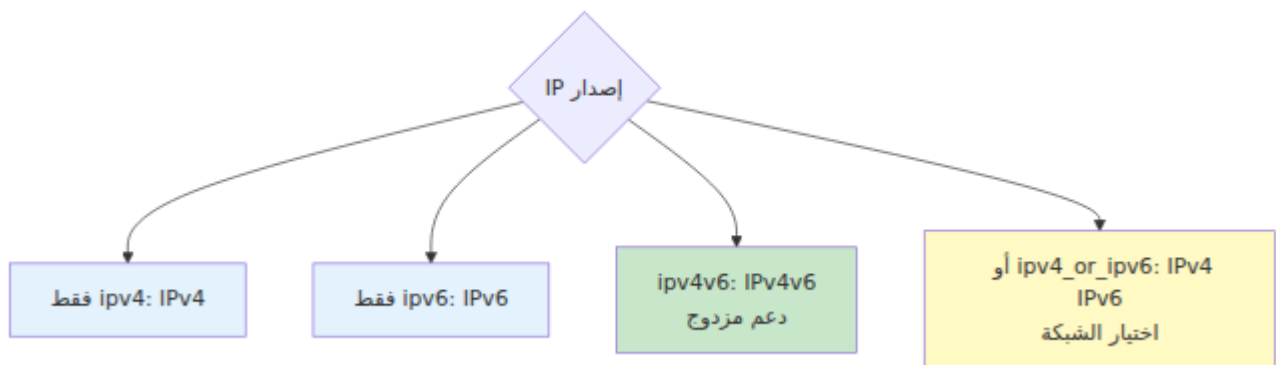 إصدار IP
ipv4: IPv4 فقط
ipv6: IPv6 فقط
ipv4v6: IPv4v6
دعم مزدوج
ipv4_or_ipv6: IPv4 أو
IPv6
اختيار الشبكة